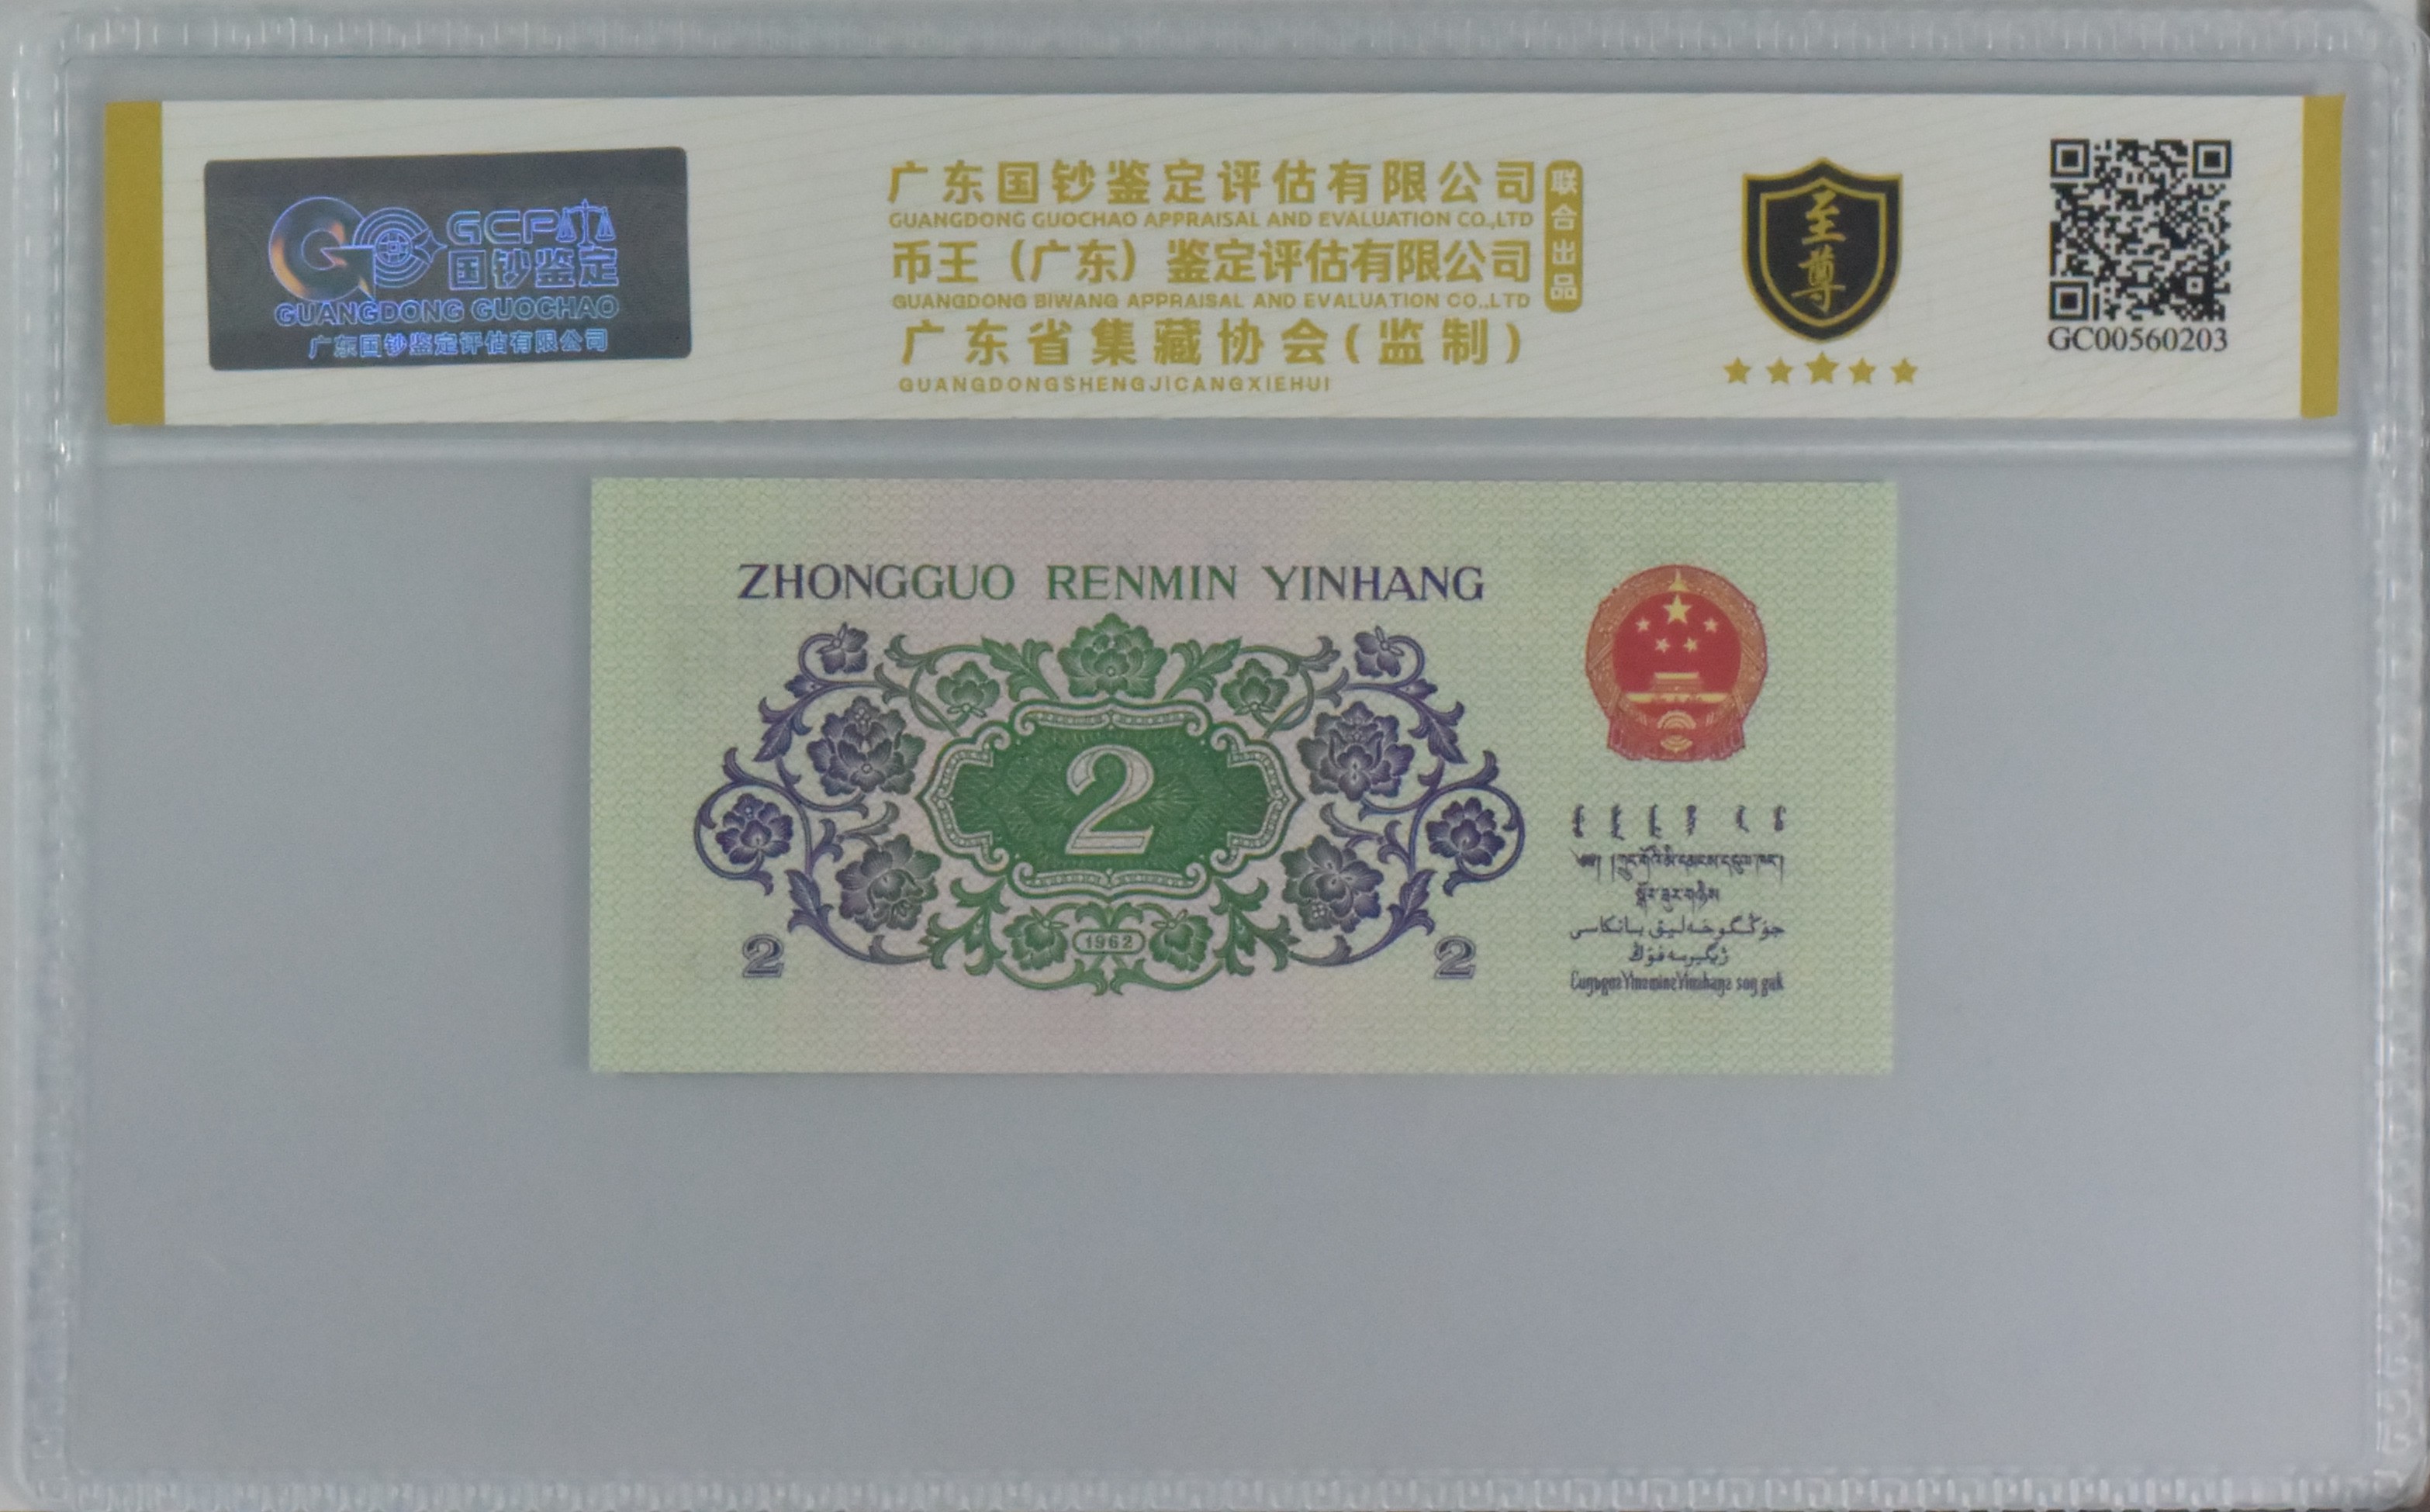 GCP
国钞鉴定
GUANGDONG GUOCHAO
广东国钞鉴定评估有限公司
广东国钞鉴定评估有限公司
GUANGDONG GUOCHAO APPRAISAL AND EVALUATION CO.,LTD
币王（广东）鉴定评估有限公司
GUANGDONG BIWANG APPRAISAL AND EVALUATION CO.,LTD
广东省集藏协会(监制)
GUANGDONGSHENGJICANGXIEHUI
联合出品
至尊
GC00560203
ZHONGGUO RENMIN YINHANG
2
1962
2 2
جۇڭگو خەلىق بانكاسى